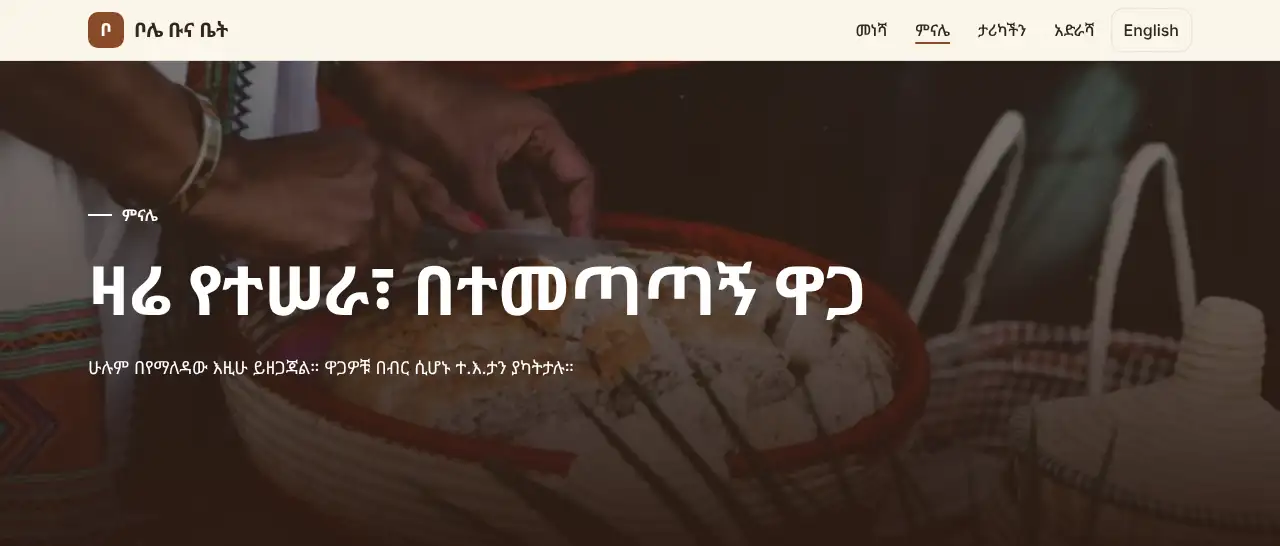 ቦ
ቦሌ ቡና ቤት
መነሻ
ምናሌ
ታሪካችን
አድራሻ
English
ምናሌ
ዛሬ የተሠራ፣ በተመጣጣኝ ዋጋ
ሁሉም በየማለዳው እዚሁ ይዘጋጃል። ዋጋዎቹ በብር ሲሆኑ ተ.እ.ታን ያካትታሉ።